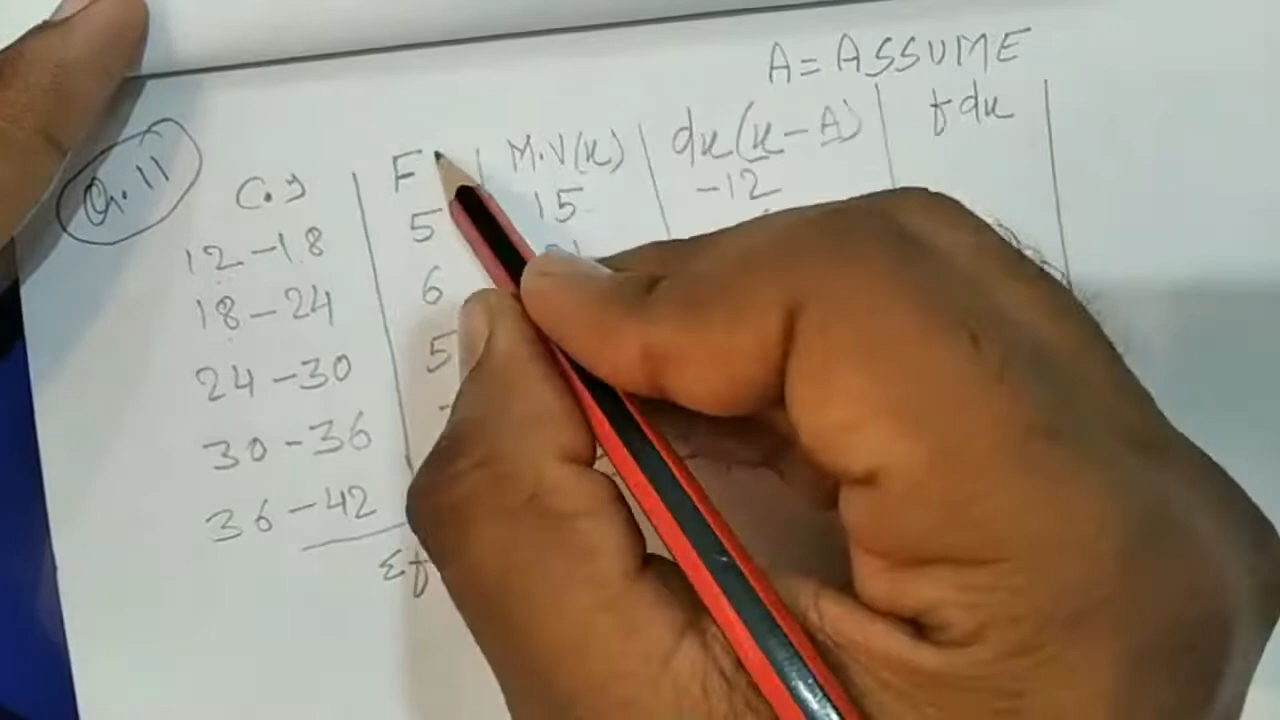 A = ASSUME
Q.11
C.I F M.V(x) dx(x-A) fdx
12-18 5 15 -12
18-24 6
24-30 5
30-36
36-42
Σf